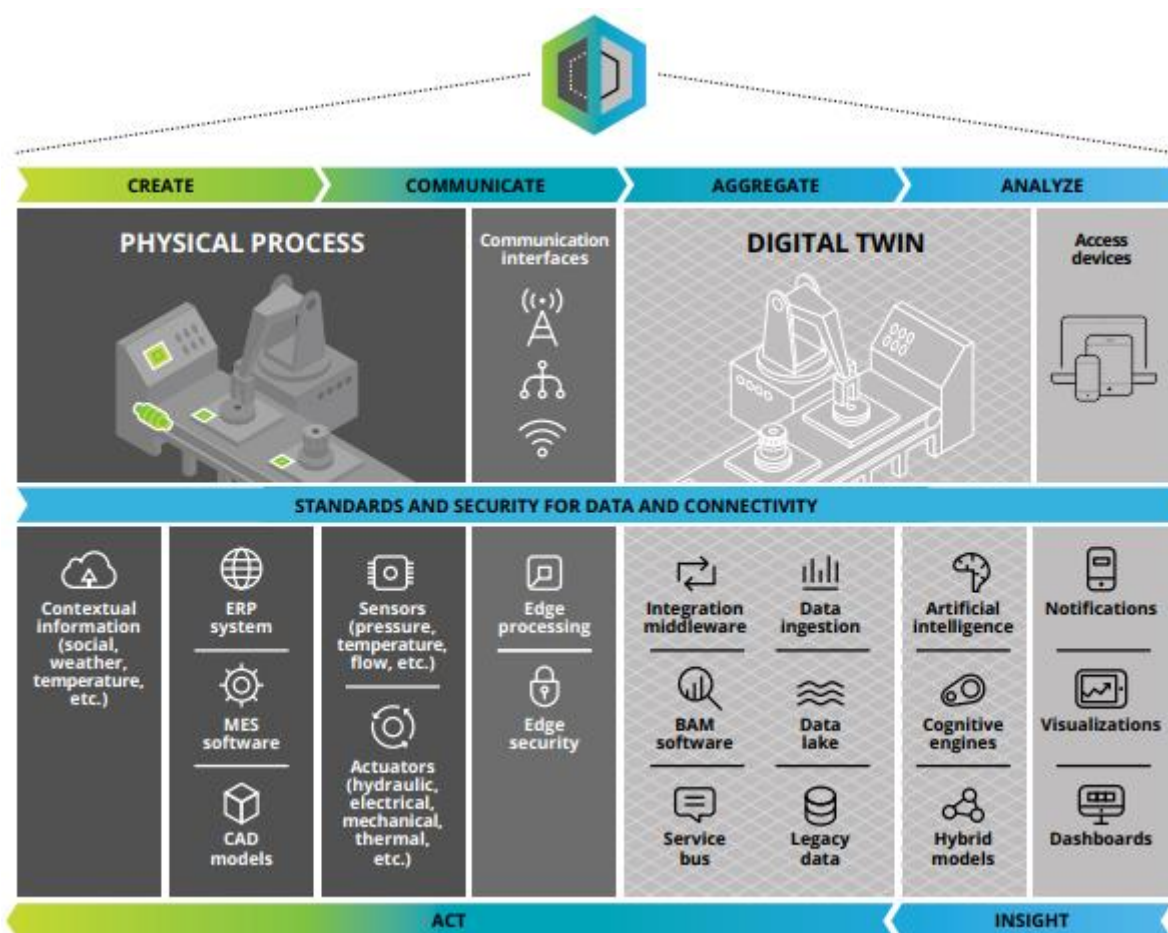 CREATE
COMMUNICATE
AGGREGATE
ANALYZE
PHYSICAL PROCESS
Communication
interfaces
DIGITAL TWIN
Access
devices
STANDARDS AND SECURITY FOR DATA AND CONNECTIVITY
Contextual
information
(social,
weather,
temperature,
etc.)
ERP
system
MES
software
CAD
models
Sensors
(pressure,
temperature,
flow, etc.)
Actuators
(hydraulic,
electrical,
mechanical,
thermal,
etc.)
Edge
processing
Edge
security
Integration
middleware
BAM
software
Service
bus
Data
ingestion
Data
lake
Legacy
data
Artificial
intelligence
Cognitive
engines
Hybrid
models
Notifications
Visualizations
Dashboards
ACT
INSIGHT